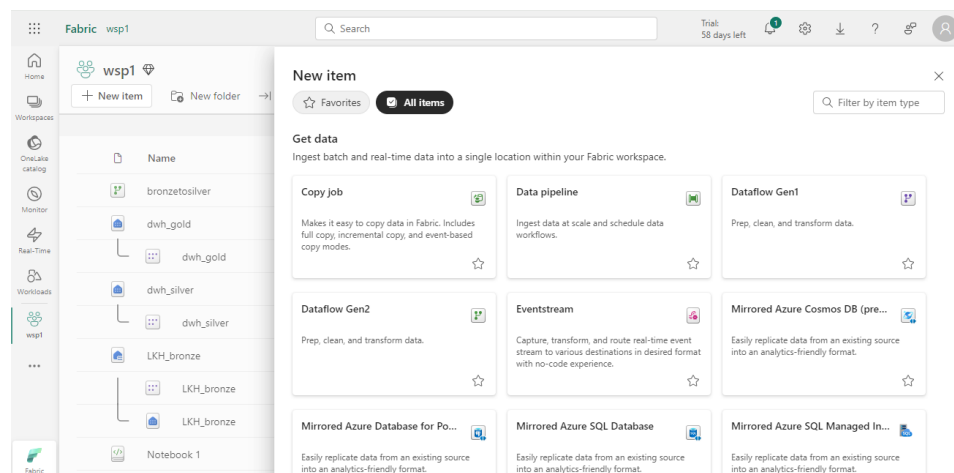 Fabric wsp1
Search
Trial:
58 days left
1
Home
Workspaces
OneLake
catalog
Monitor
Real-Time
Workloads
wsp1
Fabric
wsp1
New item
New folder
Name
bronzetosilver
dwh_gold
dwh_gold
dwh_silver
dwh_silver
LKH_bronze
LKH_bronze
LKH_bronze
Notebook 1
New item
Favorites
All items
Filter by item type
Get data
Ingest batch and real-time data into a single location within your Fabric workspace.
Copy job
Makes it easy to copy data in Fabric. Includes
full copy, incremental copy, and event-based
copy modes.
Data pipeline
Ingest data at scale and schedule data
workflows.
Dataflow Gen1
Prep, clean, and transform data.
Dataflow Gen2
Prep, clean, and transform data.
Eventstream
Capture, transform, and route real-time event
stream to various destinations in desired format
with no-code experience.
Mirrored Azure Cosmos DB (pre...
Easily replicate data from an existing source
into an analytics-friendly format.
Mirrored Azure Database for Po...
Easily replicate data from an existing source
into an analytics-friendly format.
Mirrored Azure SQL Database
Easily replicate data from an existing source
into an analytics-friendly format.
Mirrored Azure SQL Managed In...
Easily replicate data from an existing source
into an analytics-friendly format.